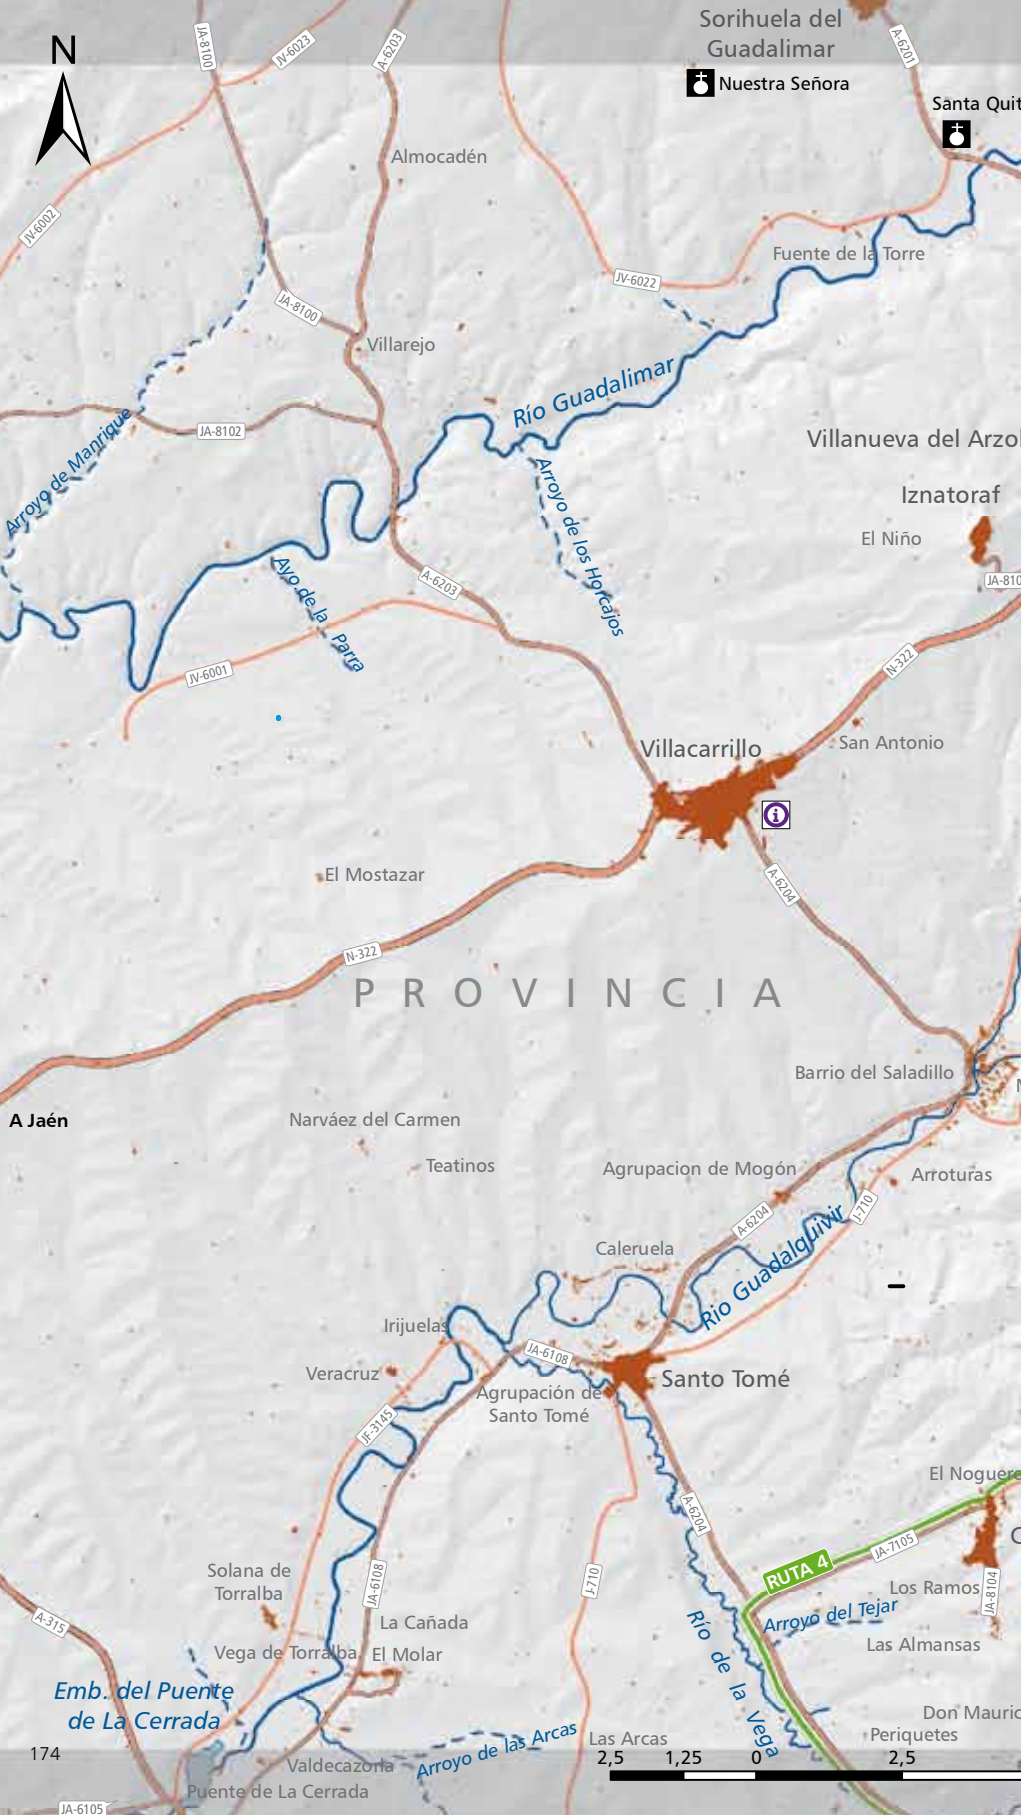 Sorihuela del
Guadalimar
N
JA-8100
JV-6023
A-6203
A-6201
Nuestra Señora
Santa Quit
Almocadén
JV-6002
Fuente de la Torre
JV-6022
JA-8100
Villarejo
Río Guadalimar
JA-8102
Arroyo de Manrique
Villanueva del Arzo
Iznatoraf
El Niño
Arroyo de los Horcajos
Ayo.de la Parra
A-6203
JA-810
JV-6001
N-322
San Antonio
Villacarrillo
El Mostazar
A-6204
N-322
PROVINCIA
Barrio del Saladillo
A Jaén
Narváez del Carmen
Teatinos
Agrupacion de Mogón
Arroturas
A-6204
J-710
Rio Guadalquivir
Caleruela
Irijuelas
JA-6108
Veracruz
Santo Tomé
Agrupación de
Santo Tomé
JF-3145
El Noguer
A-6204
JA-7105
RUTA 4
Solana de
Torralba
JA-6108
J-710
Los Ramos
JA-8104
Arroyo del Tejar
A-315
La Cañada
Las Almansas
Vega de Torralba
El Molar
Río de la Vega
Emb. del Puente
de La Cerrada
Don Mauric
Periquetes
Las Arcas
Arroyo de las Arcas
174
2,5 1,25 0 2,5
Valdecazorla
Puente de La Cerrada
JA-6105